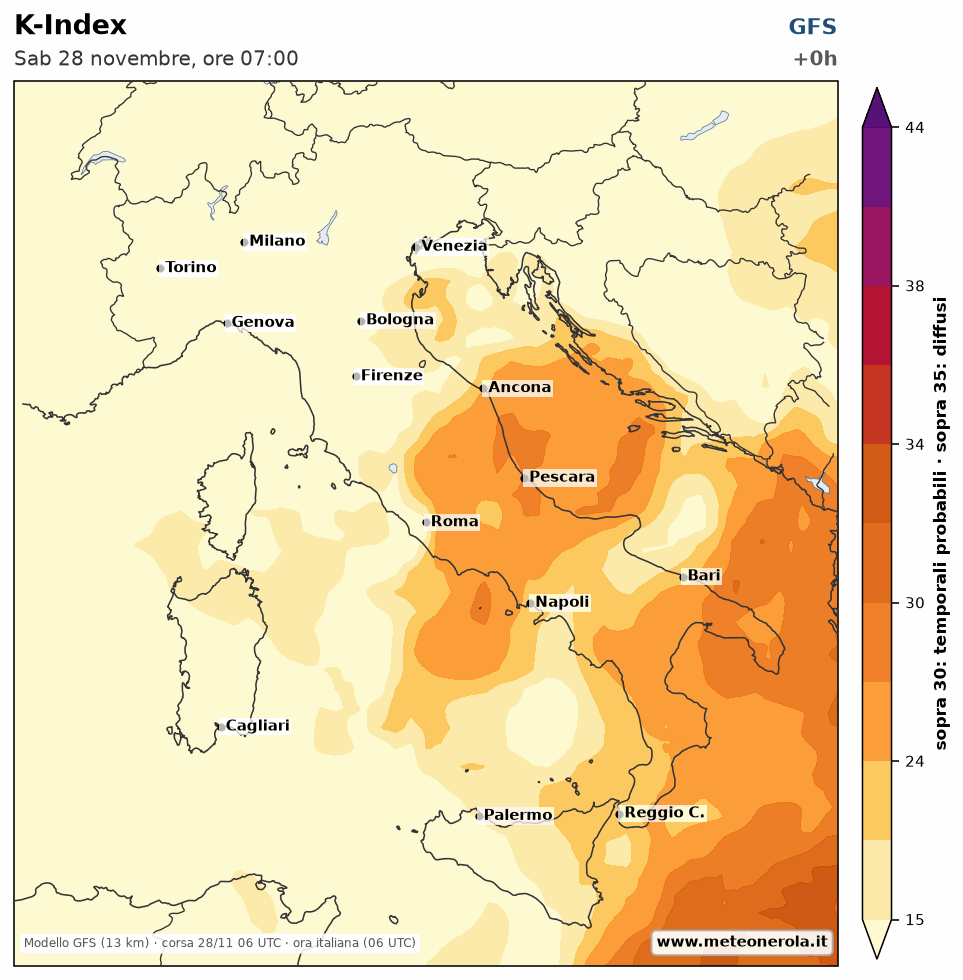 K-Index
GFS
Sab 28 novembre, ore 07:00
+0h
Milano
Venezia
Torino
Genova
Bologna
Firenze
Ancona
Pescara
Roma
Bari
Napoli
Cagliari
Palermo
Reggio C.
Modello GFS (13 km) · corsa 28/11 06 UTC · ora italiana (06 UTC)
www.meteonerola.it
44
38
34
30
24
15
sopra 30: temporali probabili · sopra 35: diffusi